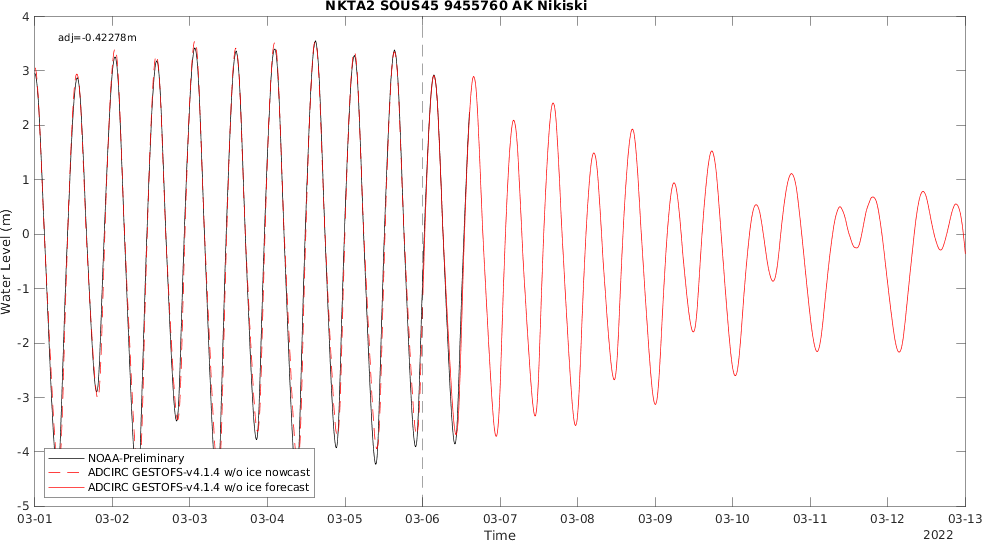 NKTA2 SOUS45 9455760 AK Nikiski
adj=-0.42278m
Water Level (m)
4
3
2
1
0
-1
-2
-3
-4
-5
NOAA-Preliminary
ADCIRC GESTOFS-v4.1.4 w/o ice nowcast
ADCIRC GESTOFS-v4.1.4 w/o ice forecast
03-01 03-02 03-03 03-04 03-05 03-06 03-07 03-08 03-09 03-10 03-11 03-12 03-13
Time
2022